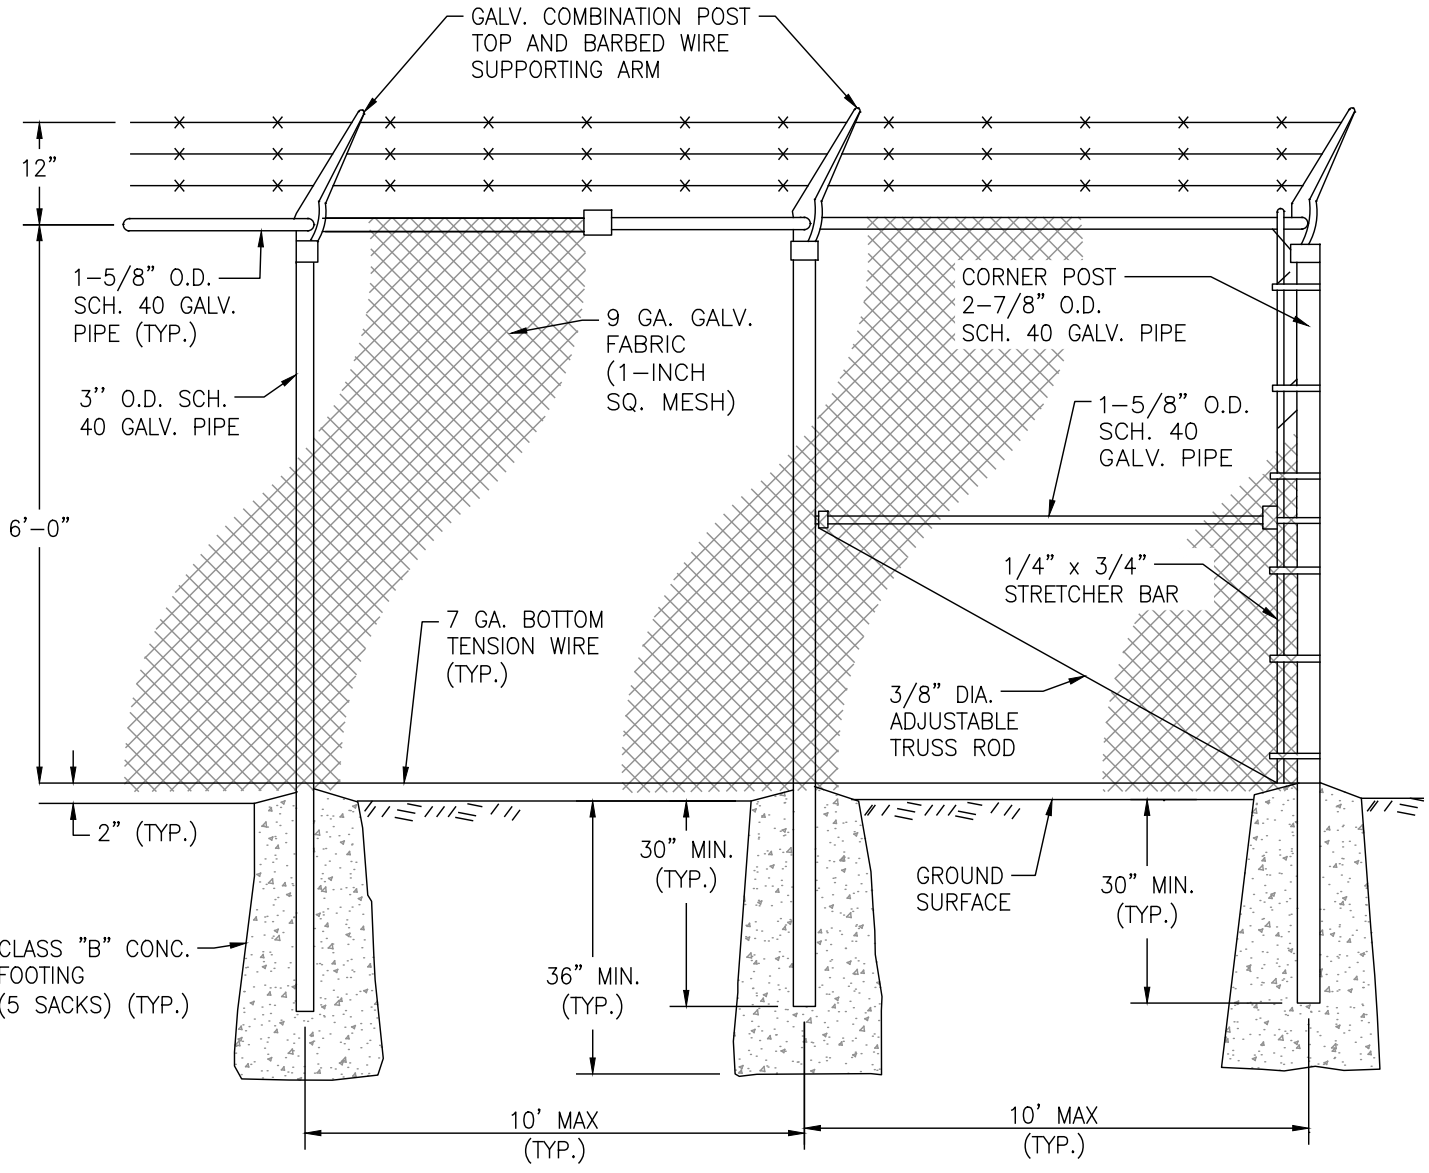 GALV. COMBINATION POST
TOP AND BARBED WIRE
SUPPORTING ARM
12"
1-5/8" O.D.
SCH. 40 GALV.
PIPE (TYP.)
3'' O.D. SCH.
40 GALV. PIPE
9 GA. GALV.
FABRIC
(1-INCH
SQ. MESH)
CORNER POST
2-7/8" O.D.
SCH. 40 GALV. PIPE
1-5/8" O.D.
SCH. 40
GALV. PIPE
6'-0"
1/4" x 3/4"
STRETCHER BAR
7 GA. BOTTOM
TENSION WIRE
(TYP.)
3/8" DIA.
ADJUSTABLE
TRUSS ROD
2" (TYP.)
30" MIN.
(TYP.)
GROUND
SURFACE
30" MIN.
(TYP.)
CLASS "B" CONC.
FOOTING
(5 SACKS) (TYP.)
36" MIN.
(TYP.)
10' MAX
(TYP.)
10' MAX
(TYP.)